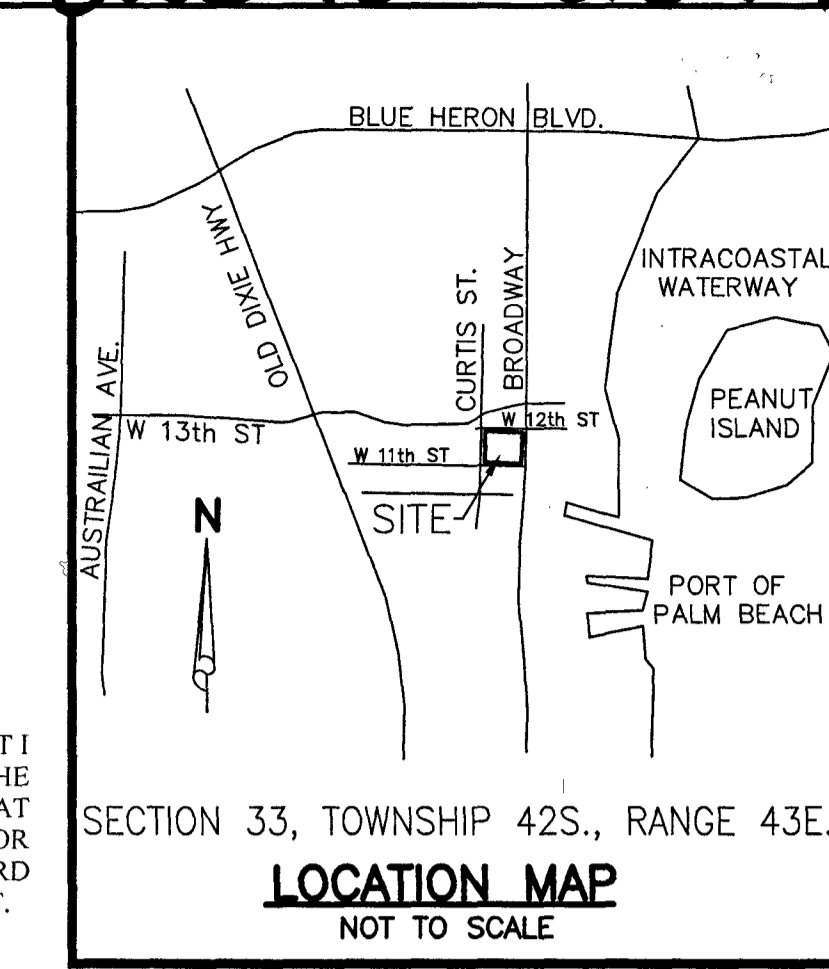 BLUE HERON BLVD.
OLD DIXIE HWY
CURTIS ST.
BROADWAY
INTRACOASTAL
WATERWAY
AUSTRAILIAN AVE.
PEANUT
ISLAND
W 13th ST
W 12th ST
W 11th ST
SITE
N
PORT OF
PALM BEACH
T I
HE
AT
OR
RD
T.
SECTION 33, TOWNSHIP 42S., RANGE 43E.
LOCATION MAP
NOT TO SCALE